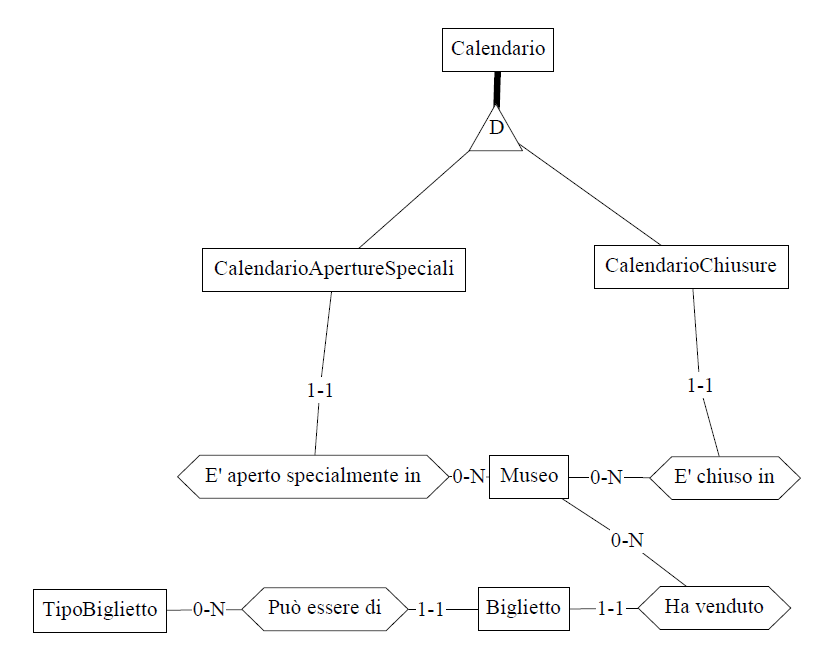 Calendario
D
CalendarioApertureSpeciali
CalendarioChiusure
1-1
1-1
E' aperto specialmente in
0-N
Museo
0-N
E' chiuso in
0-N
TipoBiglietto
0-N
Può essere di
1-1
Biglietto
1-1
Ha venduto